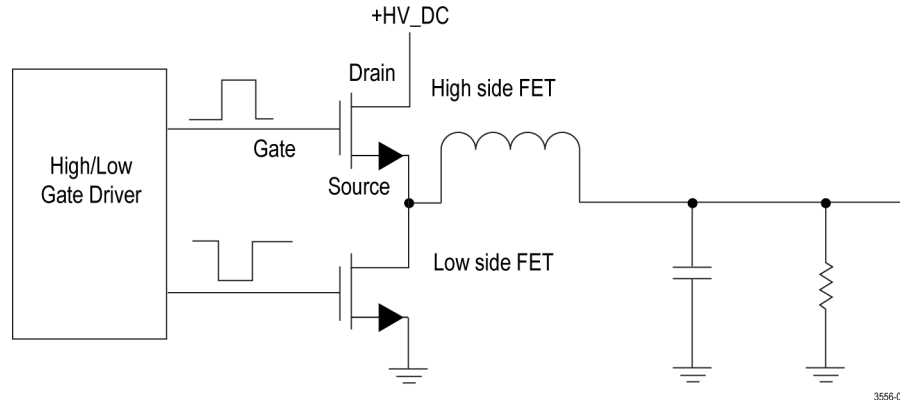 +HV_DC
Drain
High side FET
Gate
High/Low
Gate Driver
Source
Low side FET